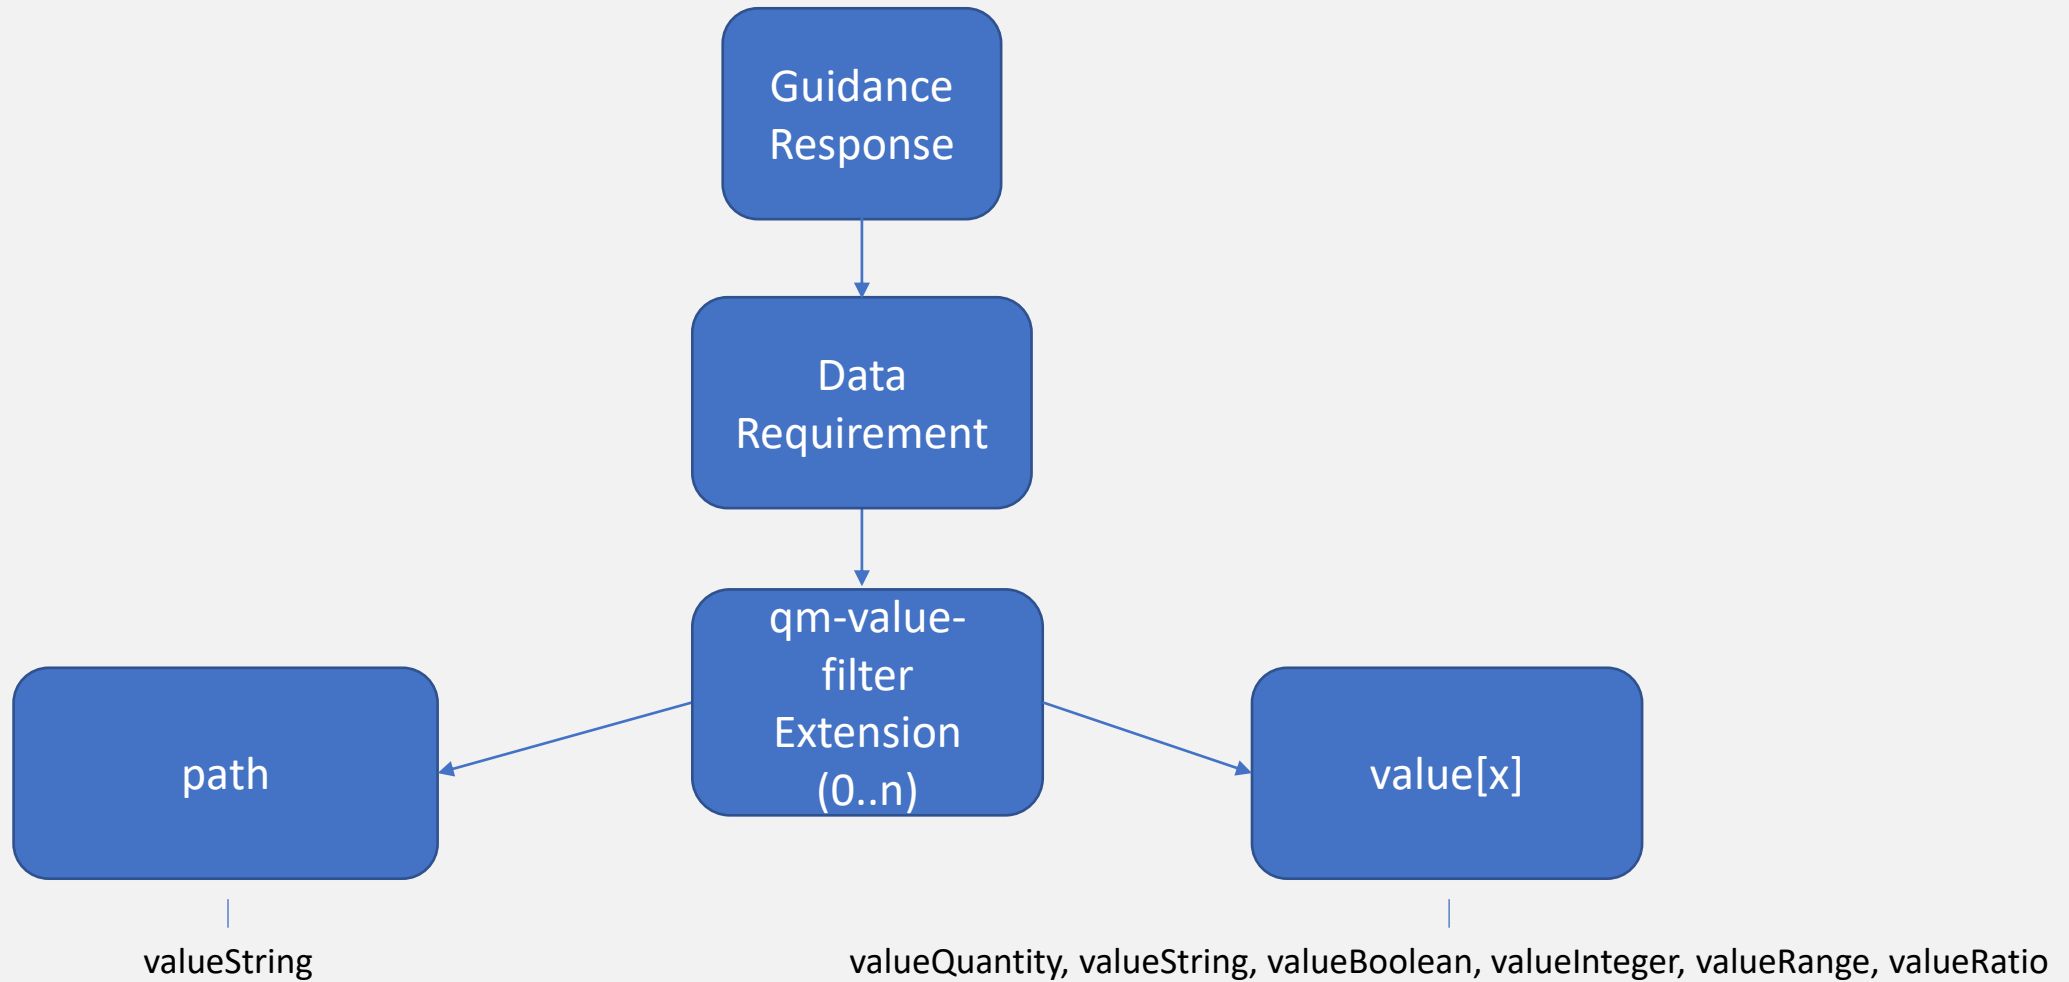 Guidance
Response
Data
Requirement
qm-value-
filter
Extension
(0..n)
path
value[x]
valueString
valueQuantity, valueString, valueBoolean, valueInteger, valueRange, valueRatio